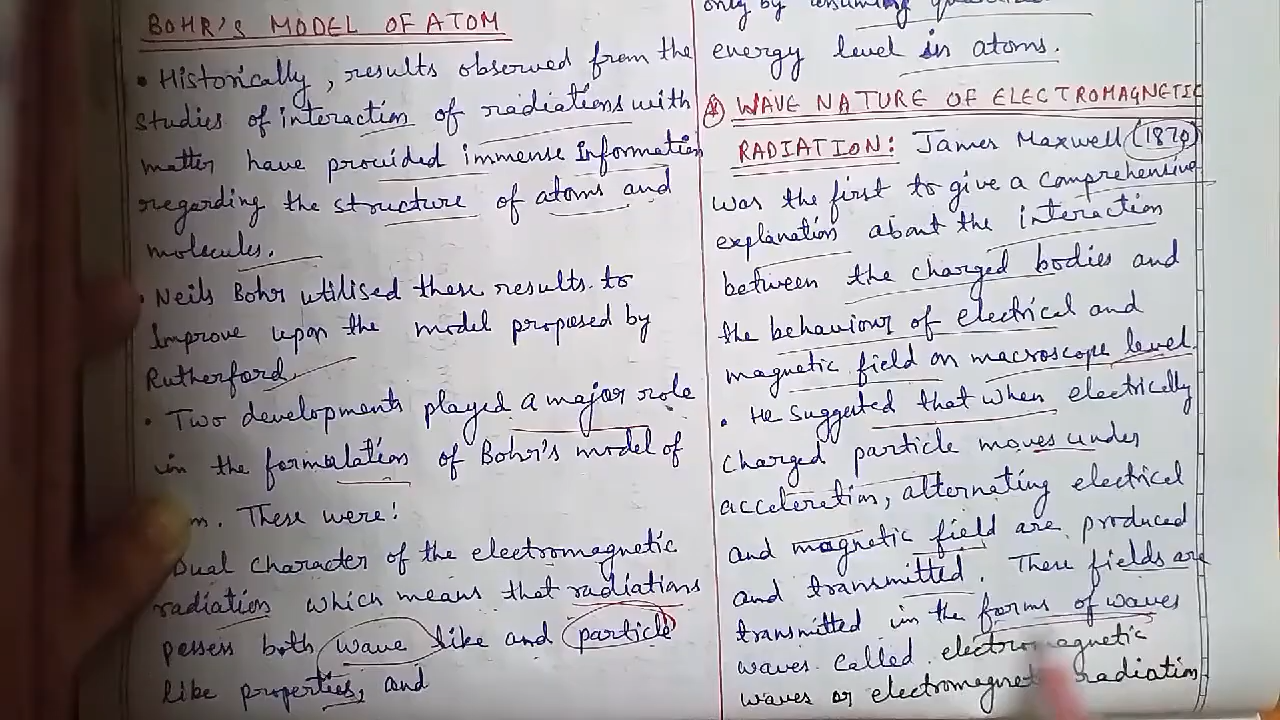 BOHR'S MODEL OF ATOM
• Historically, results observed from the
studies of interaction of radiations with
matter have provided immense information
regarding the structure of atoms and
molecules.
• Neils Bohr utilised these results to
Improve upon the model proposed by
Rutherford
• Two developments played a major role
in the formulation of Bohr's model of
m. These were!
Dual character of the electromagnetic
radiation which means that radiations
possess both wave like and particle
like properties, and
only by
energy level in atoms.
WAVE NATURE OF ELECTROMAGNETIC
RADIATION: James Maxwell (1870)
was the first to give a comprehensive
explanation about the interaction
between the charged bodies and
the behaviour of electrical and
magnetic field on macroscope level.
• He suggested that when electrically
charged particle moves under
acceleration, alternating electrical
and magnetic field are produced
and transmitted. These fields are
transmitted in the forms of waves
waves called electromagnetic
waves or electromagnetic radiation